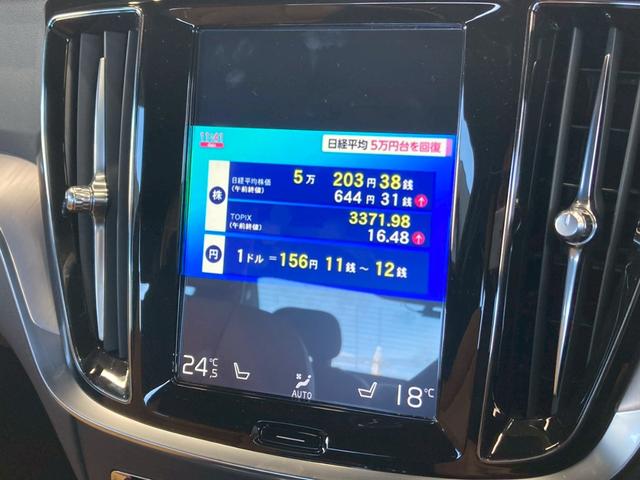 11:41
日経平均 5万円台を回復
株
日経平均株価 5万 203円38銭
(午前終値) 644円31銭
TOPIX 3371.98
(午前終値) 16.48
円 1ドル=156円11銭~12銭
24.5℃ AUTO 18℃